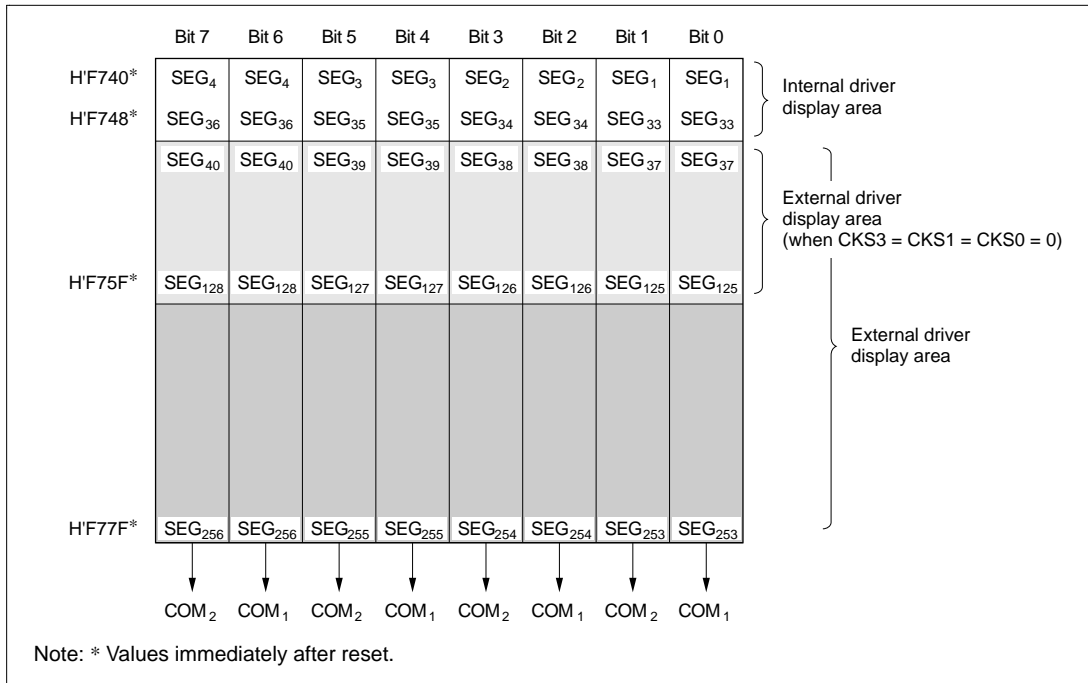 Bit 7 Bit 6 Bit 5 Bit 4 Bit 3 Bit 2 Bit 1 Bit 0
H'F740* SEG4 SEG4 SEG3 SEG3 SEG2 SEG2 SEG1 SEG1
H'F748* SEG36 SEG36 SEG35 SEG35 SEG34 SEG34 SEG33 SEG33
Internal driver
display area
SEG40 SEG40 SEG39 SEG39 SEG38 SEG38 SEG37 SEG37
External driver
display area
(when CKS3 = CKS1 = CKS0 = 0)
H'F75F* SEG128 SEG128 SEG127 SEG127 SEG126 SEG126 SEG125 SEG125
External driver
display area
H'F77F* SEG256 SEG256 SEG255 SEG255 SEG254 SEG254 SEG253 SEG253
COM2 COM1 COM2 COM1 COM2 COM1 COM2 COM1
Note: * Values immediately after reset.